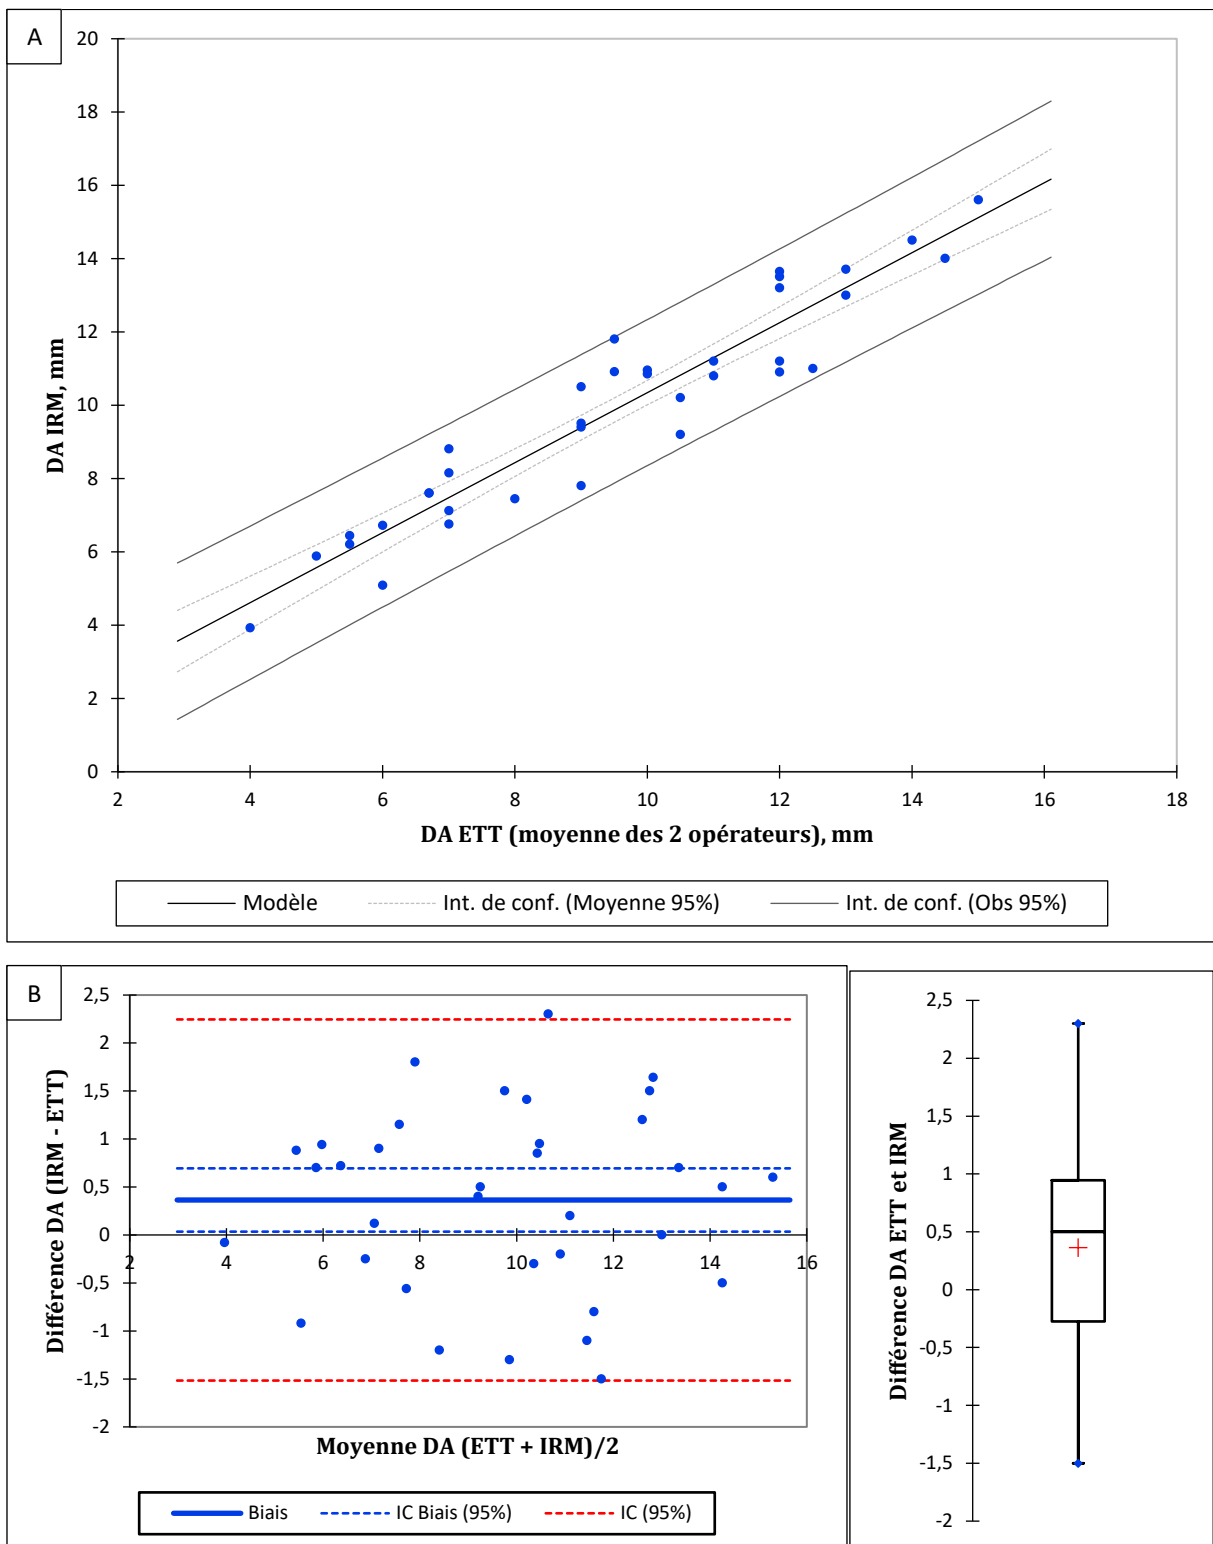 A
20
18
16
14
12
10
8
6
4
2
0
DA IRM, mm
2 4 6 8 10 12 14 16 18
DA ETT (moyenne des 2 opérateurs), mm
Modèle Int. de conf. (Moyenne 95%) Int. de conf. (Obs 95%)
B
2,5
2
1,5
1
0,5
0
-0,5
-1
-1,5
-2
Différence DA (IRM - ETT)
2 4 6 8 10 12 14 16
Moyenne DA (ETT + IRM)/2
Biais IC Biais (95%) IC (95%)
2,5
2
1,5
1
0,5
0
-0,5
-1
-1,5
-2
Différence DA ETT et IRM